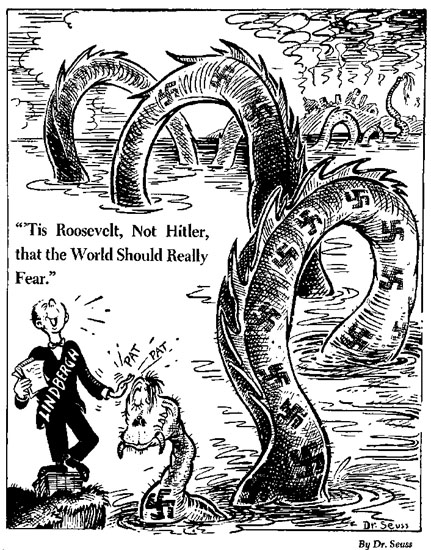 "'Tis Roosevelt, Not Hitler,
that the World Should Really
Fear."
PAT
PAT
LINDBERGH
Dr. Seuss
By Dr. Seuss